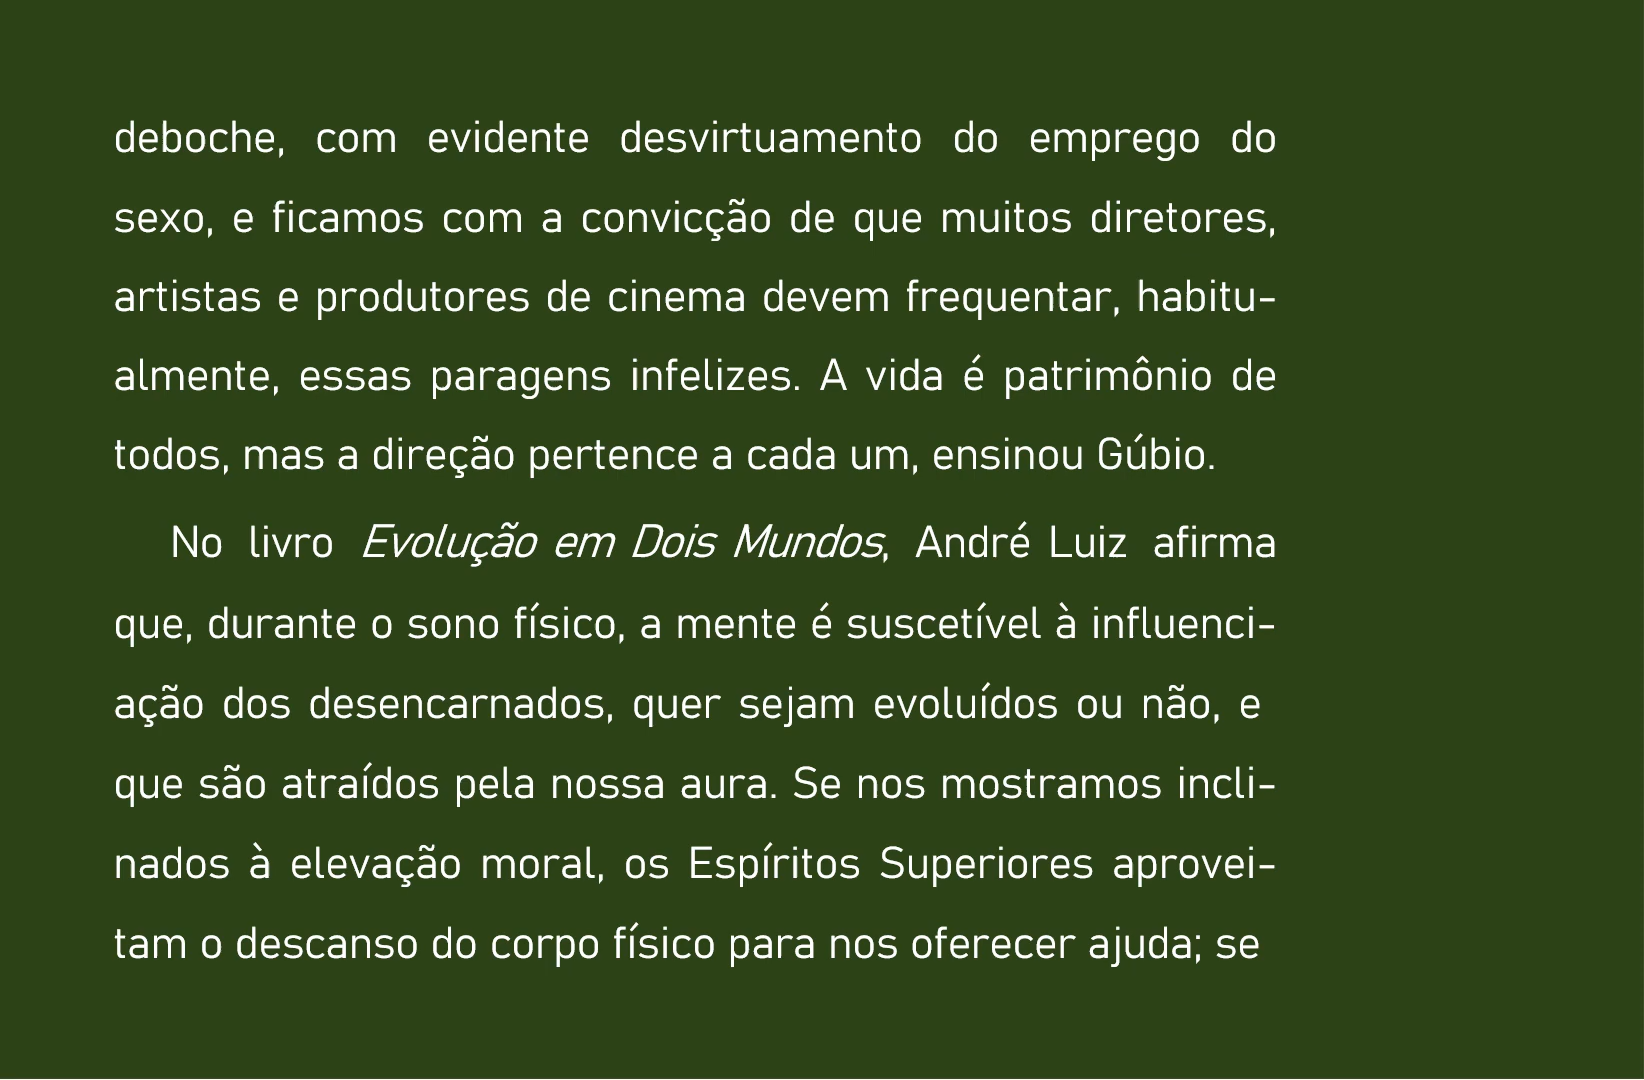 deboche, com evidente desvirtuamento do emprego do
sexo, e ficamos com a convicção de que muitos diretores,
artistas e produtores de cinema devem frequentar, habitu-
almente, essas paragens infelizes. A vida é patrimônio de
todos, mas a direção pertence a cada um, ensinou Gúbio.
No livro Evolução em Dois Mundos, André Luiz afirma
que, durante o sono físico, a mente é suscetível à influenci-
ação dos desencarnados, quer sejam evoluídos ou não, e
que são atraídos pela nossa aura. Se nos mostramos incli-
nados à elevação moral, os Espíritos Superiores aprovei-
tam o descanso do corpo físico para nos oferecer ajuda; se